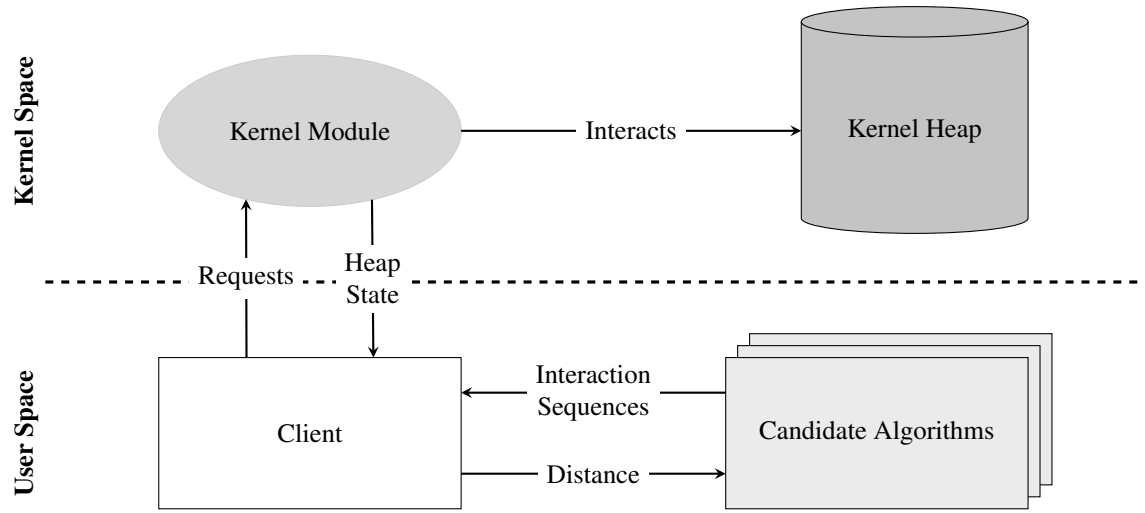 Kernel Space
Kernel Module
Interacts
Kernel Heap
Requests
Heap
State
User Space
Client
Interaction
Sequences
Distance
Candidate Algorithms